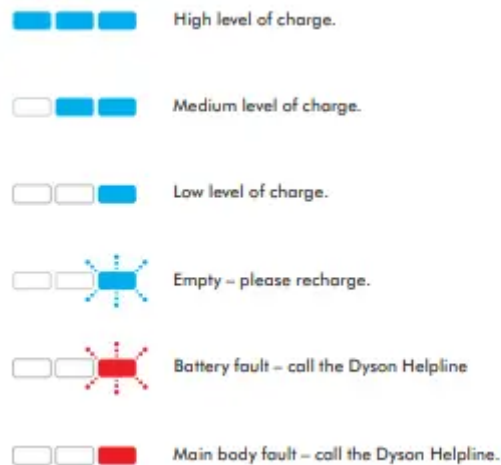 High level of charge.
Medium level of charge.
Low level of charge.
Empty – please recharge.
Battery fault – call the Dyson Helpline
Main body fault – call the Dyson Helpline.